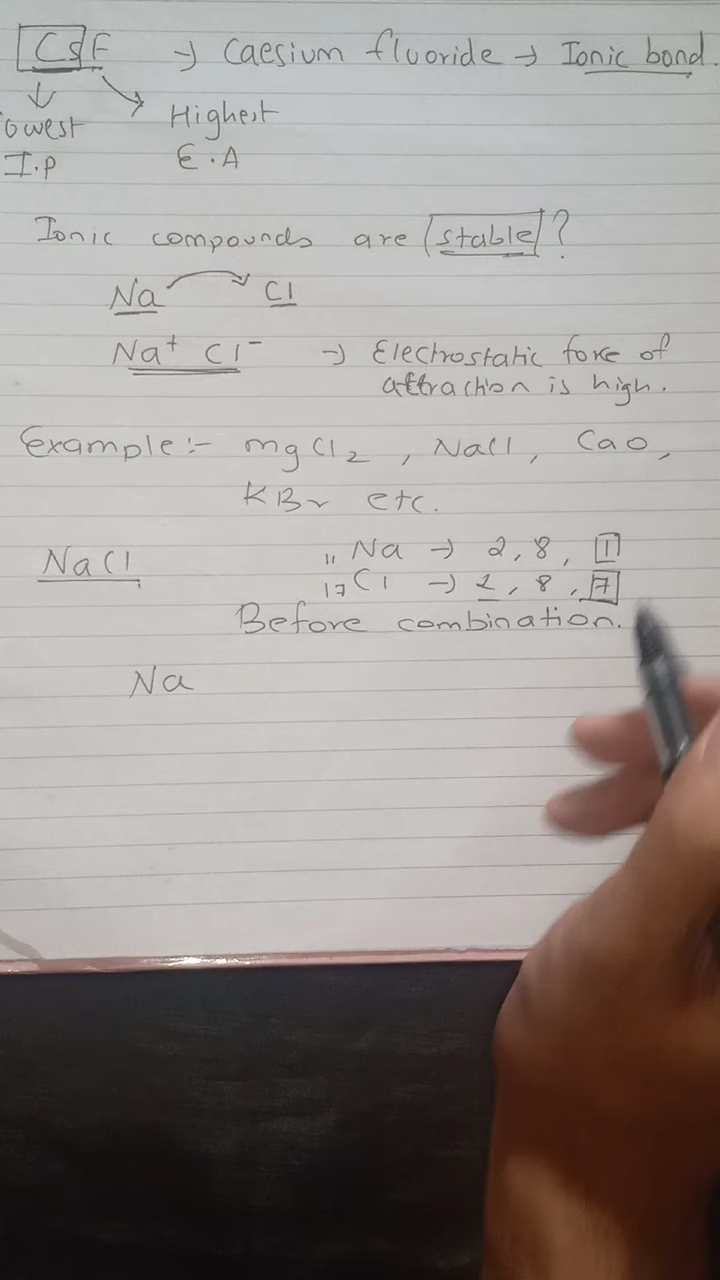 CsF → Caesium fluoride → Ionic bond.
owest Highest
I.P E.A
Ionic compounds are stable?
Na Cl
Na⁺ Cl⁻ → Electrostatic force of
attraction is high.
Example:- mgCl₂, NaCl, CaO,
KBr etc.
NaCl ₁₁Na → 2, 8, 1
₁₇Cl → 2, 8, 7
Before combination.
Na